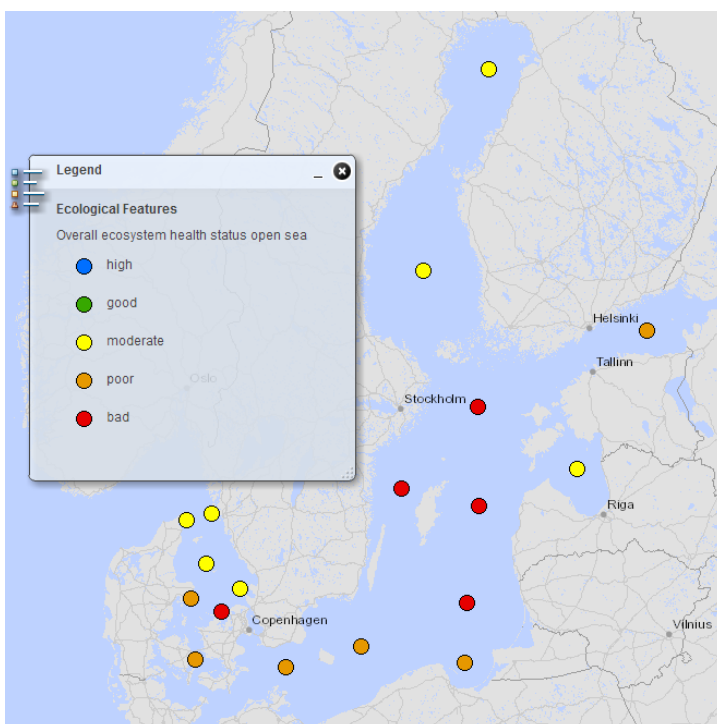 Legend
Ecological Features
Overall ecosystem health status open sea
high
good
moderate
poor
bad
Oslo
Helsinki
Tallinn
Stockholm
Riga
Copenhagen
Vilnius